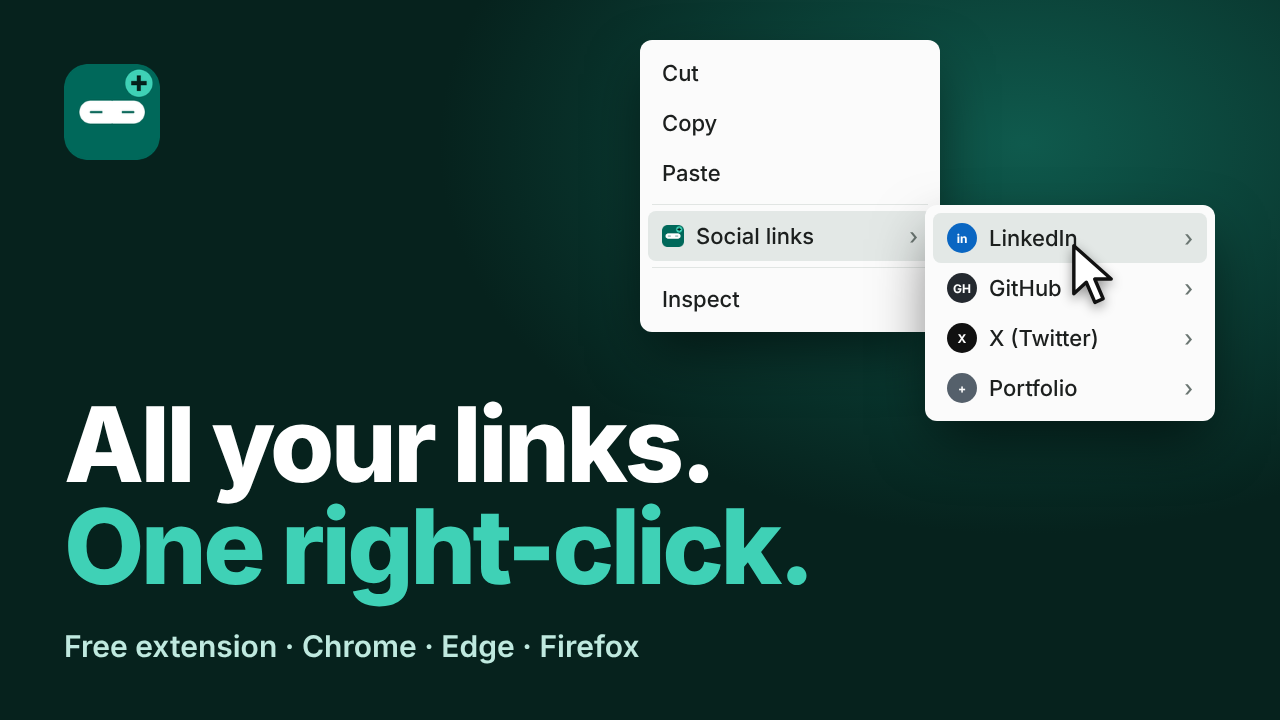 Cut
Copy
Paste
Social links
Inspect
in LinkedIn
GH GitHub
X X (Twitter)
+ Portfolio
All your links.
One right-click.
Free extension · Chrome · Edge · Firefox